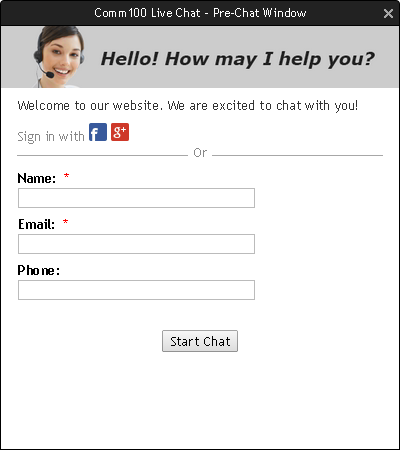 Comm100 Live Chat - Pre-Chat Window
Hello! How may I help you?
Welcome to our website. We are excited to chat with you!
Sign in with f g+
Or
Name: *
Email: *
Phone:
Start Chat